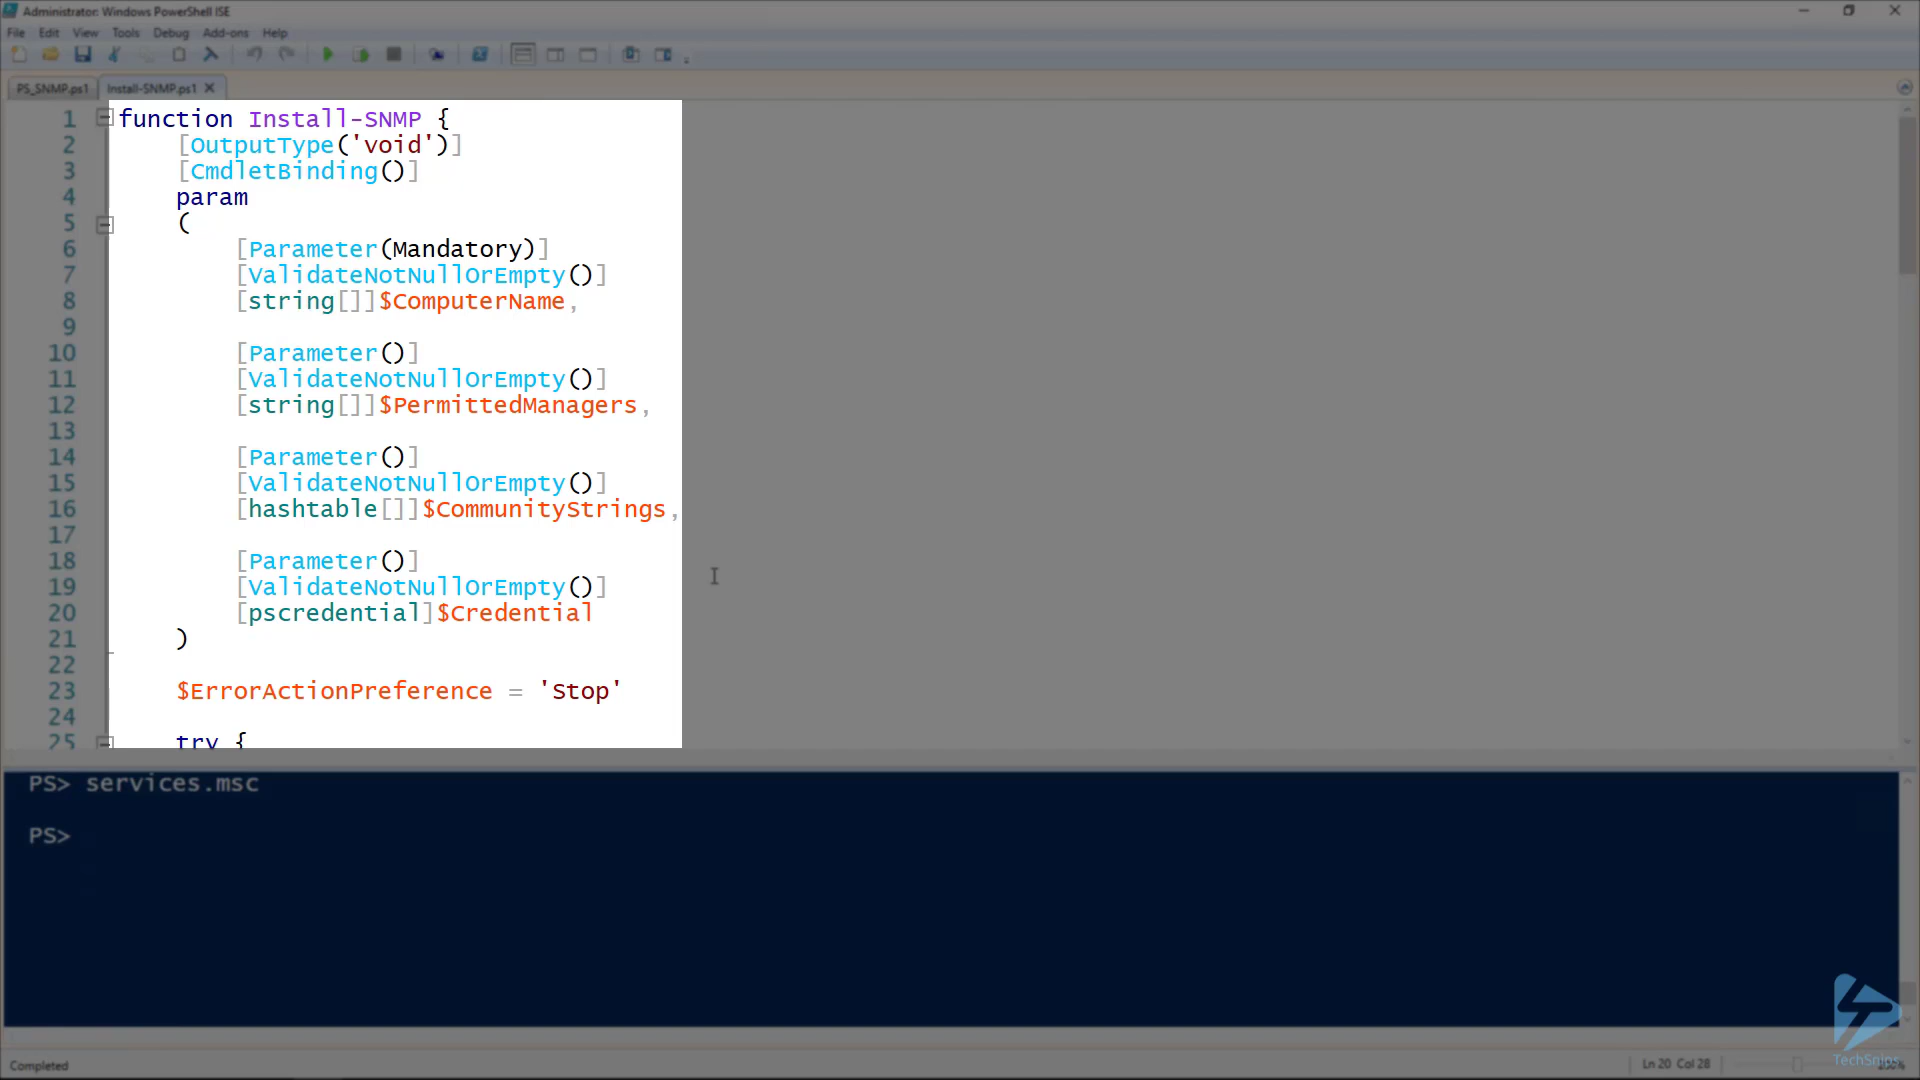 Administrator: Windows PowerShell ISE
File Edit View Tools Debug Add-ons Help
PS_SNMP.ps1 Install-SNMP.ps1
1 function Install-SNMP {
2 [OutputType('void')]
3 [CmdletBinding()]
4 param
5 (
6 [Parameter(Mandatory)]
7 [ValidateNotNullOrEmpty()]
8 [string[]]$ComputerName,
9
10 [Parameter()]
11 [ValidateNotNullOrEmpty()]
12 [string[]]$PermittedManagers,
13
14 [Parameter()]
15 [ValidateNotNullOrEmpty()]
16 [hashtable[]]$CommunityStrings,
17
18 [Parameter()]
19 [ValidateNotNullOrEmpty()]
20 [pscredential]$Credential
21 )
22
23 $ErrorActionPreference = 'Stop'
24
25 try {
PS> services.msc
PS>
TechSnips
Completed
Ln 20 Col 28